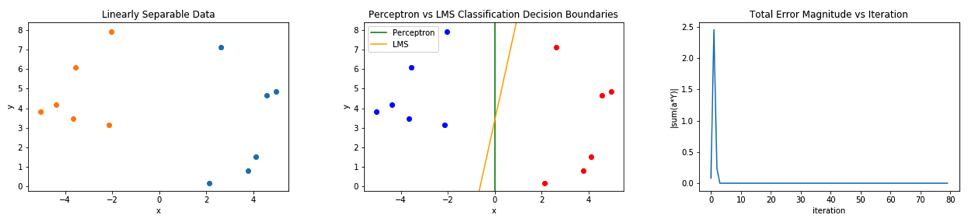 Linearly Separable Data
y
8
7
6
5
4
3
2
1
0
−4 −2 0 2 4
x
Perceptron vs LMS Classification Decision Boundaries
Perceptron
LMS
y
8
7
6
5
4
3
2
1
0
−4 −2 0 2 4
x
Total Error Magnitude vs Iteration
|sum(a*Y)|
2.5
2.0
1.5
1.0
0.5
0.0
0 10 20 30 40 50 60 70 80
iteration